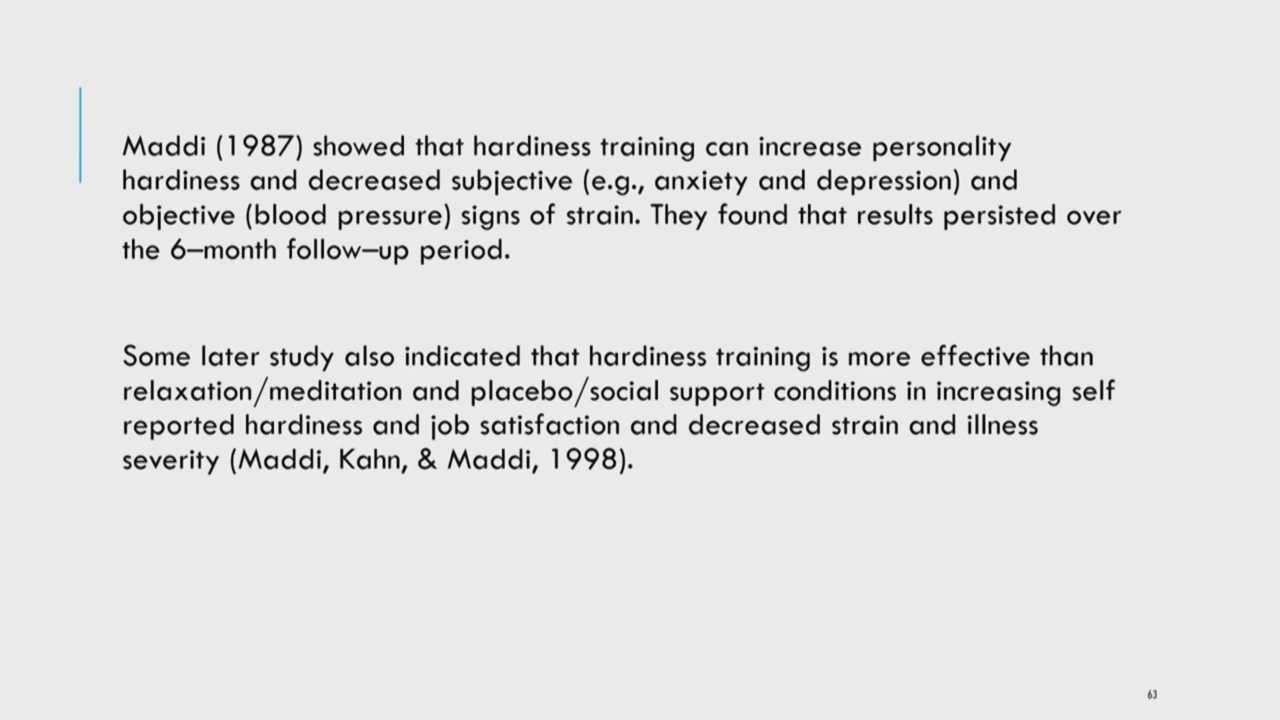 Maddi (1987) showed that hardiness training can increase personality
hardiness and decreased subjective (e.g., anxiety and depression) and
objective (blood pressure) signs of strain. They found that results persisted over
the 6–month follow–up period.
Some later study also indicated that hardiness training is more effective than
relaxation/meditation and placebo/social support conditions in increasing self
reported hardiness and job satisfaction and decreased strain and illness
severity (Maddi, Kahn, & Maddi, 1998).
63